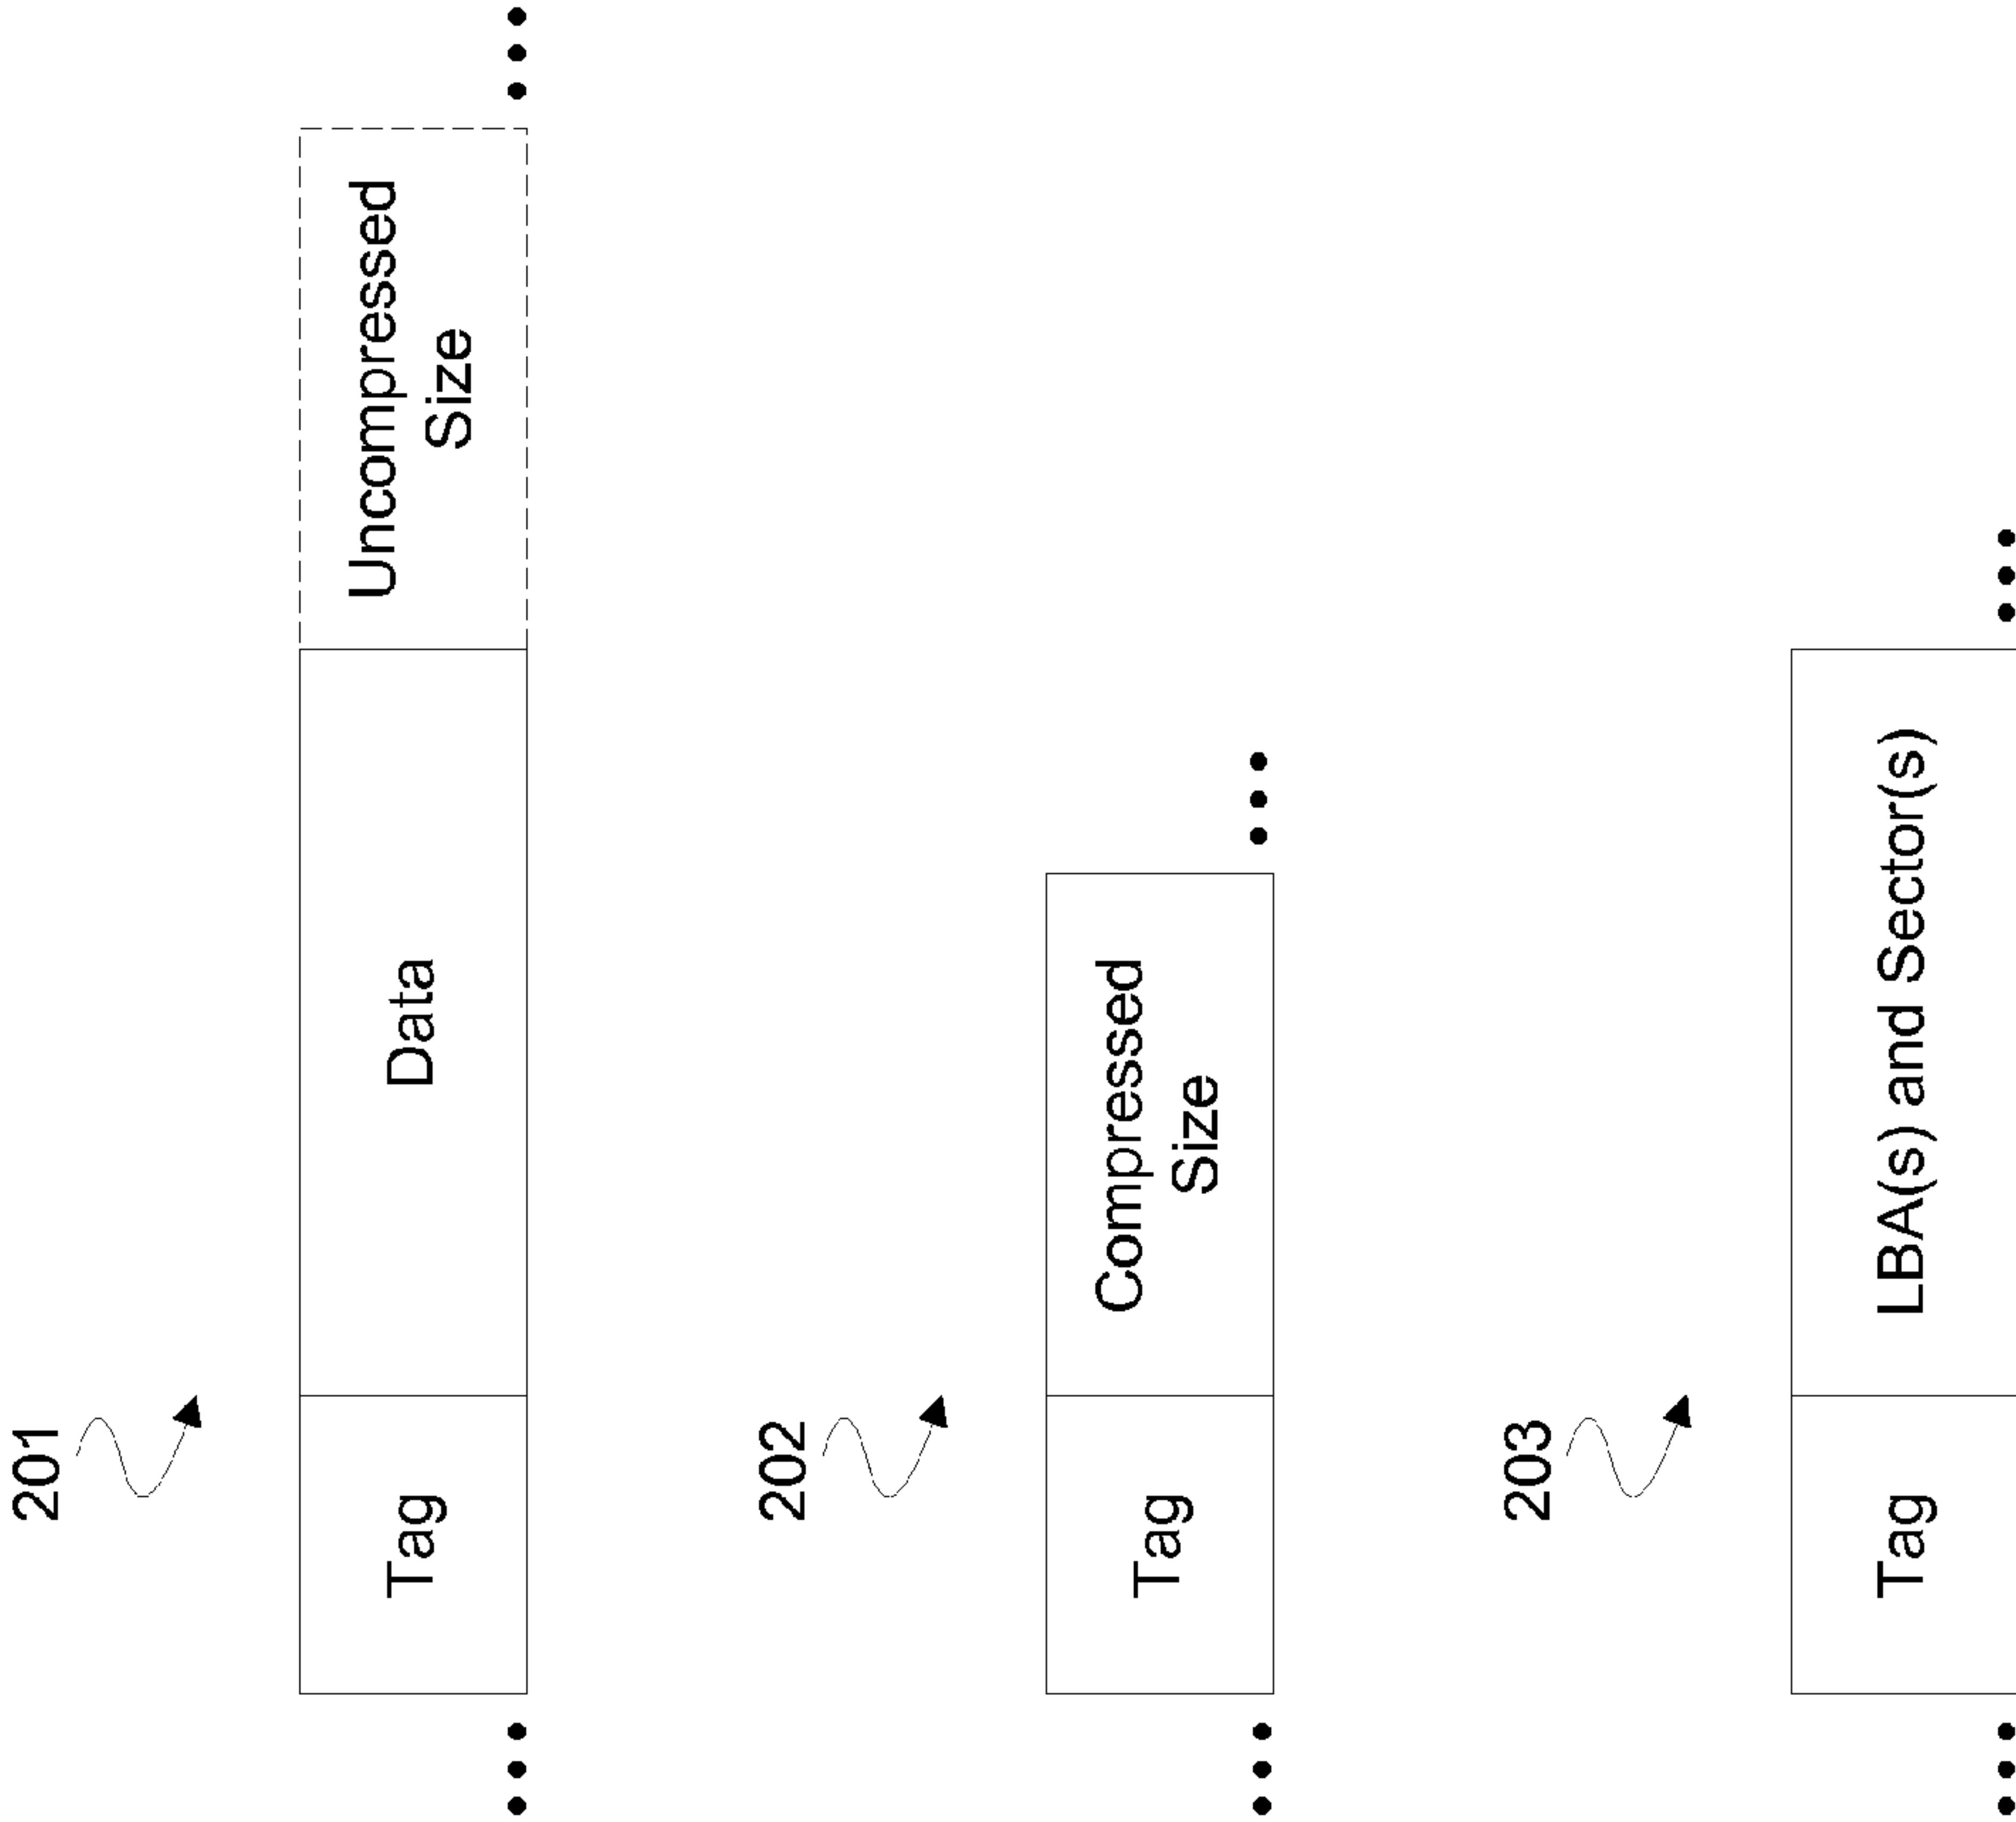 201
Tag
Data
Uncompressed
Size
202
Tag
Compressed
Size
203
Tag
LBA(s) and Sector(s)